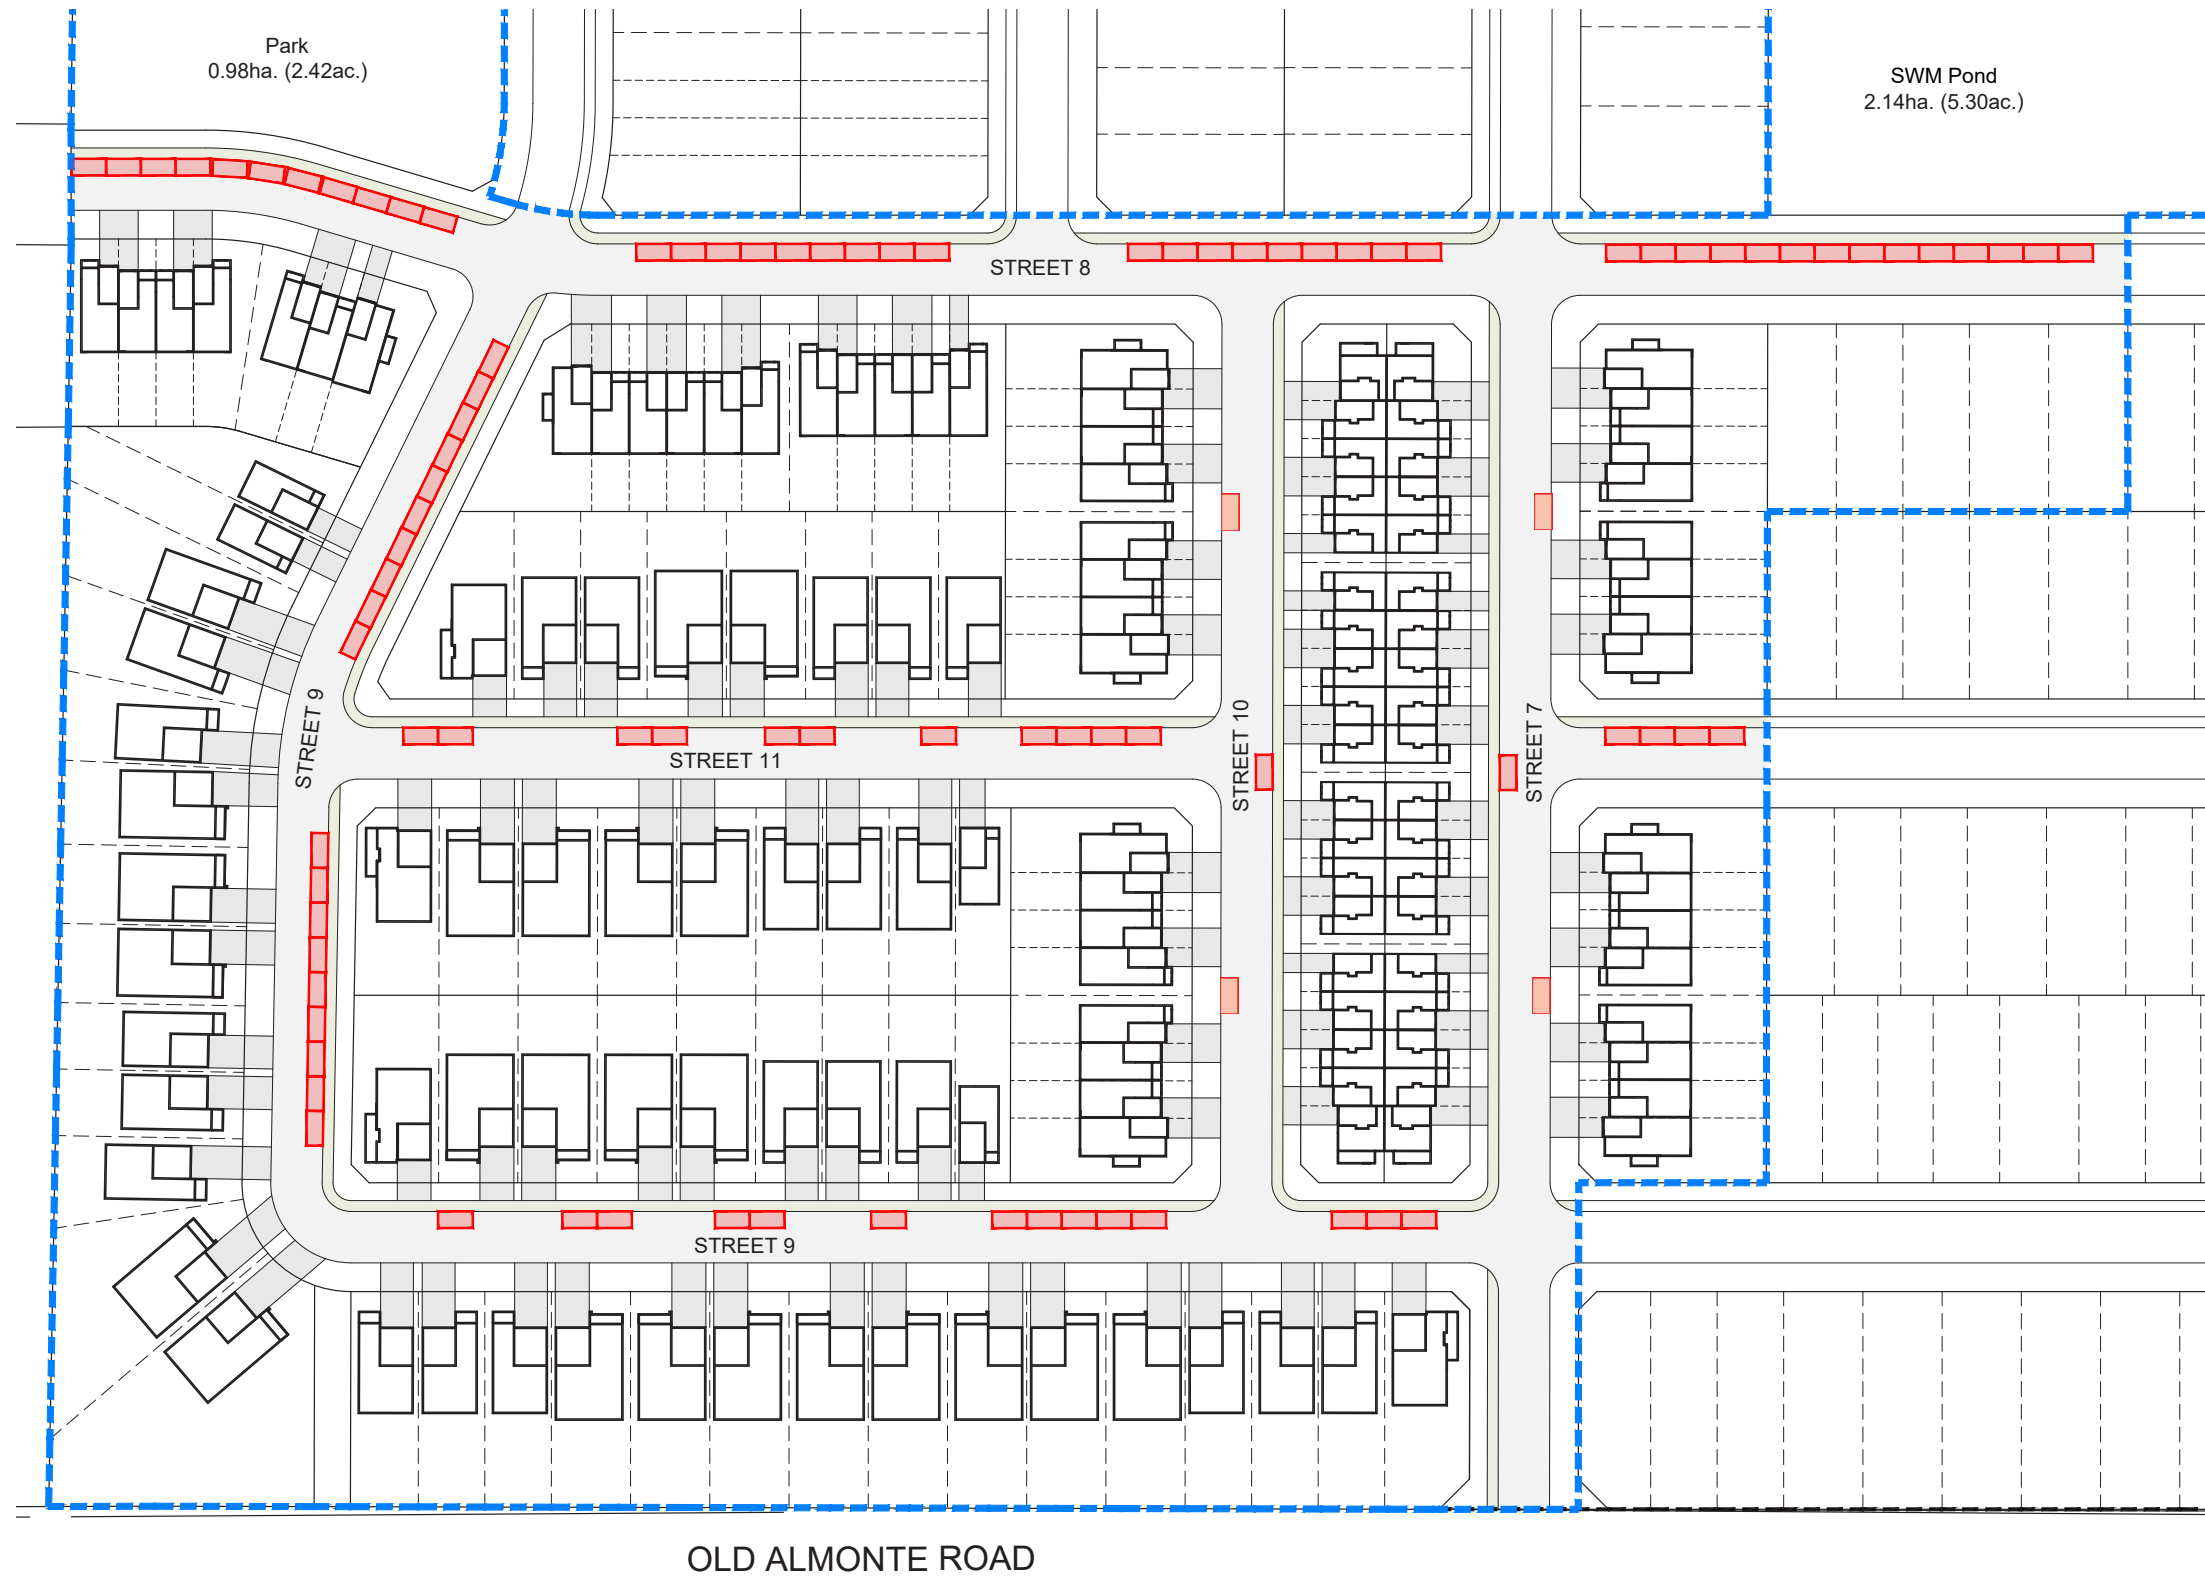 Park
0.98ha. (2.42ac.)
SWM Pond
2.14ha. (5.30ac.)
STREET 8
STREET 9
STREET 11
STREET 10
STREET 7
STREET 9
OLD ALMONTE ROAD